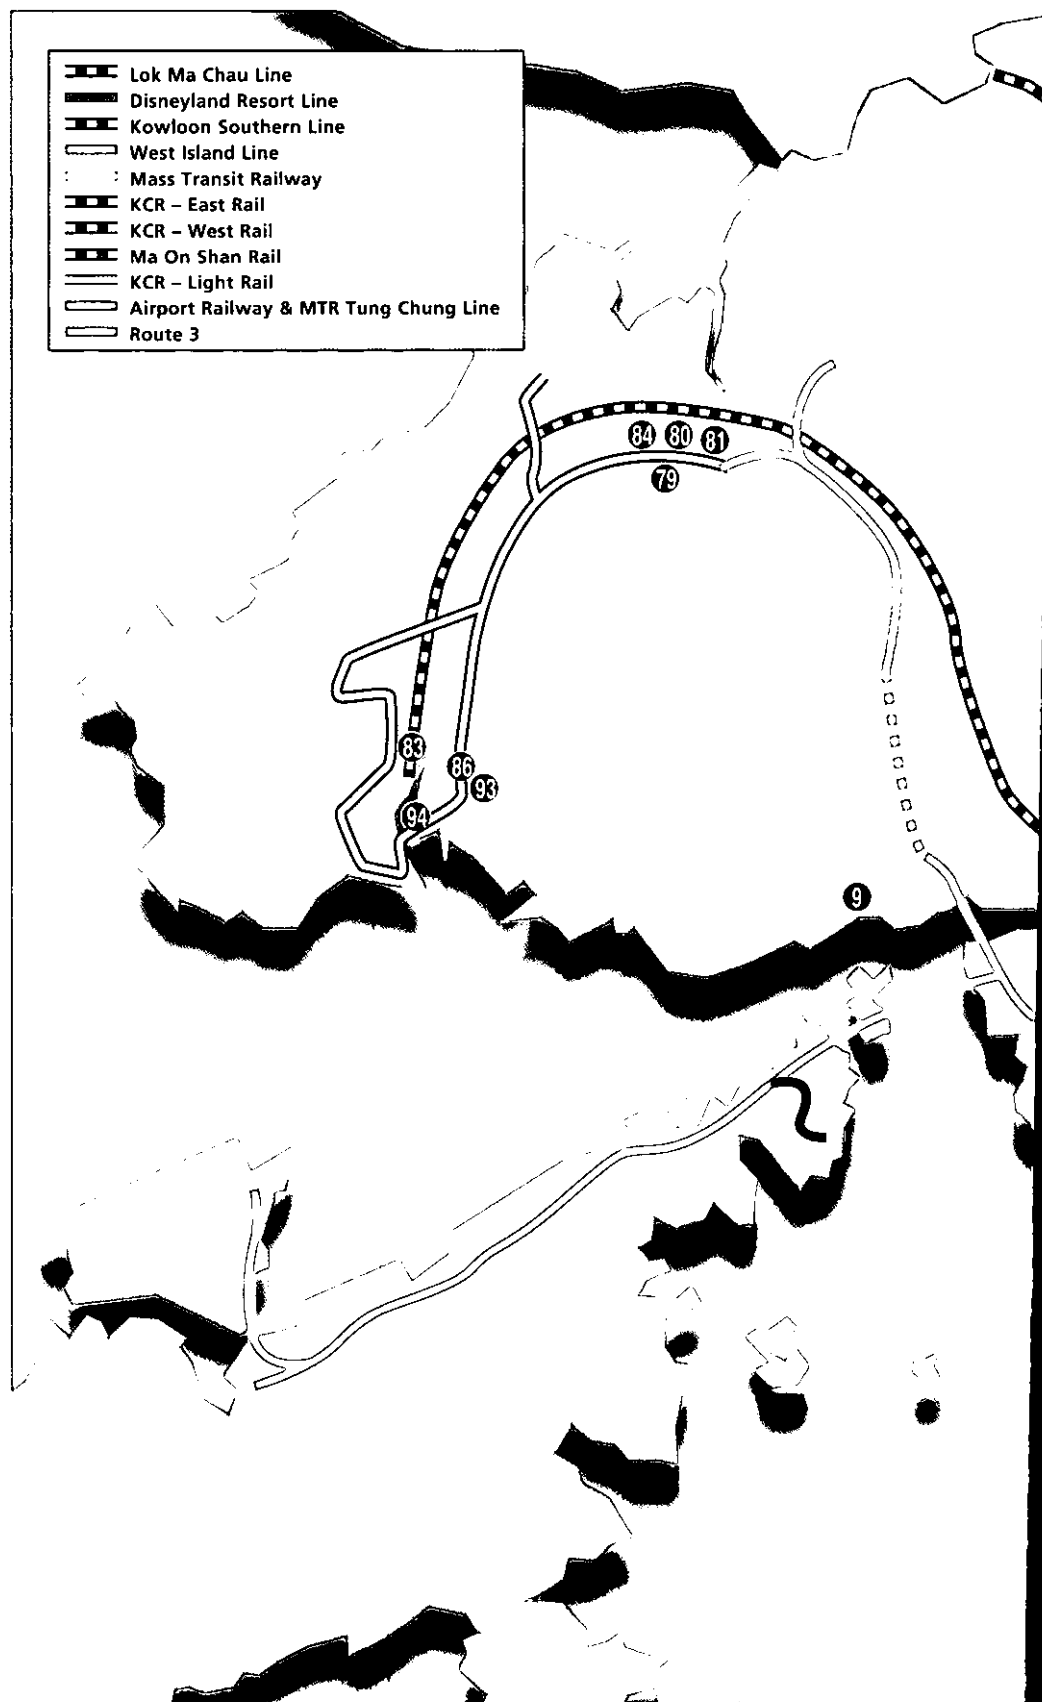 Lok Ma Chau Line
Disneyland Resort Line
Kowloon Southern Line
West Island Line
Mass Transit Railway
KCR – East Rail
KCR – West Rail
Ma On Shan Rail
KCR – Light Rail
Airport Railway & MTR Tung Chung Line
Route 3
84 80 81
79
83
86
93
94
9